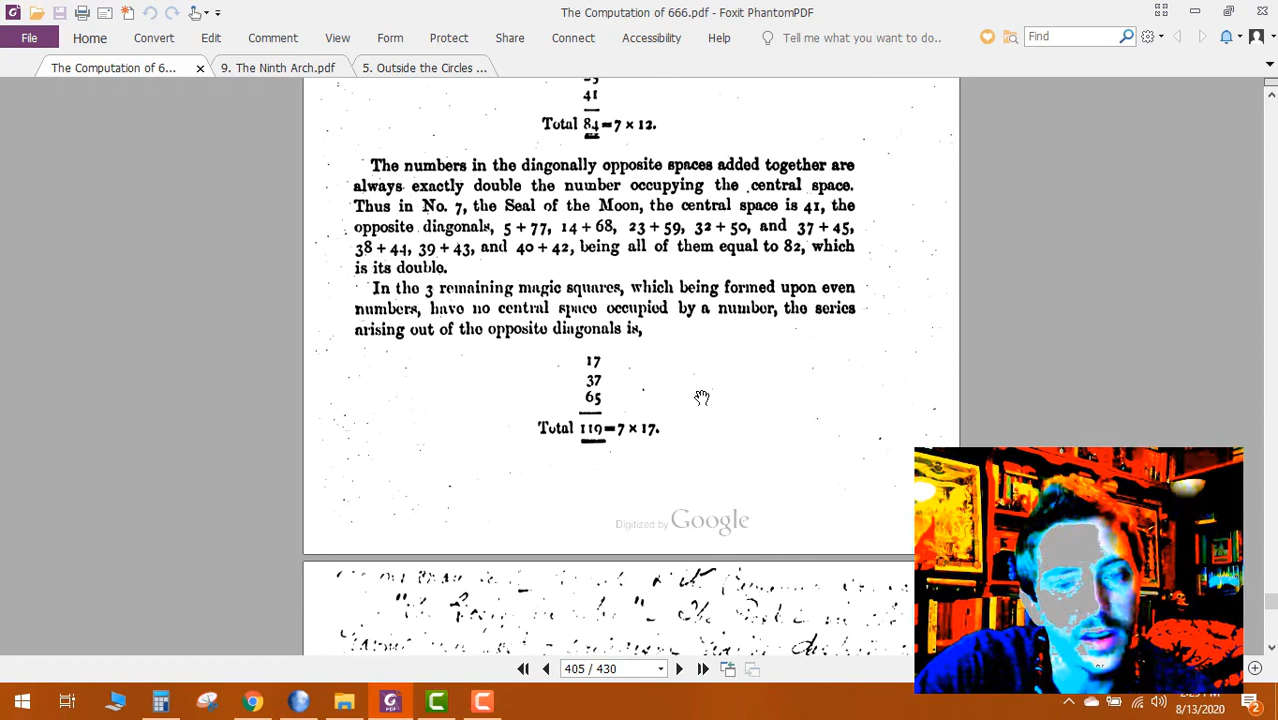 The Computation of 666.pdf - Foxit PhantomPDF
File Home Convert Edit Comment View Form Protect Share Connect Accessibility Help Tell me what you want to do.. Find
The Computation of 6... 9. The Ninth Arch.pdf 5. Outside the Circles ...
41
Total 84=7 × 12.
The numbers in the diagonally opposite spaces added together are
always exactly double the number occupying the central space.
Thus in No. 7, the Seal of the Moon, the central space is 41, the
opposite diagonals, 5 + 77, 14 + 68, 23 + 59, 32 + 50, and 37 + 45,
38 + 44, 39 + 43, and 40 + 42, being all of them equal to 82, which
is its double.
In the 3 remaining magic squares, which being formed upon even
numbers, have no central space occupied by a number, the series
arising out of the opposite diagonals is,
17
37
65
Total 119=7 × 17.
Digitized by Google
405 / 430
8/13/2020
2